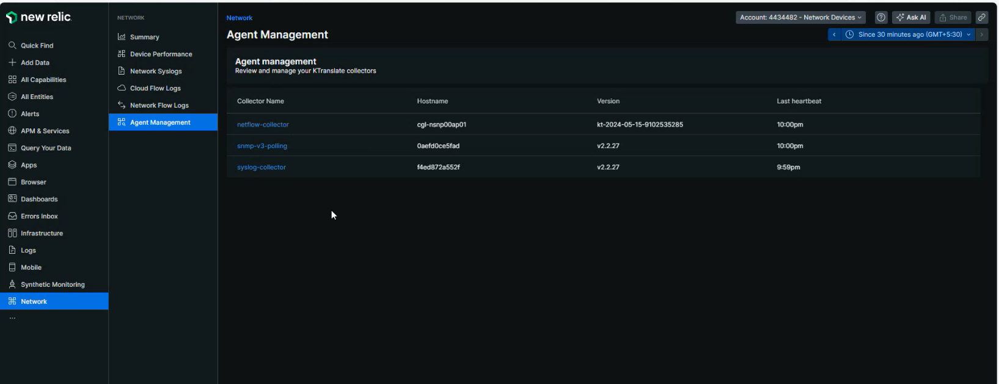 new relic
Quick Find
Add Data
All Capabilities
All Entities
Alerts
APM & Services
Query Your Data
Apps
Browser
Dashboards
Errors Inbox
Infrastructure
Logs
Mobile
Synthetic Monitoring
Network
...
NETWORK
Summary
Device Performance
Network Syslogs
Cloud Flow Logs
Network Flow Logs
Agent Management
Network
Account: 4434482 - Network Devices
Ask AI
Share
Agent Management
Since 30 minutes ago (GMT+5:30)
Agent management
Review and manage your KTranslate collectors
Collector Name Hostname Version Last heartbeat
netflow-collector cgl-nsnp00ap01 kt-2024-05-15-9102535285 10:00pm
snmp-v3-polling 0aefd0ce5fad v2.2.27 10:00pm
syslog-collector f4ed872a552f v2.2.27 9:59pm